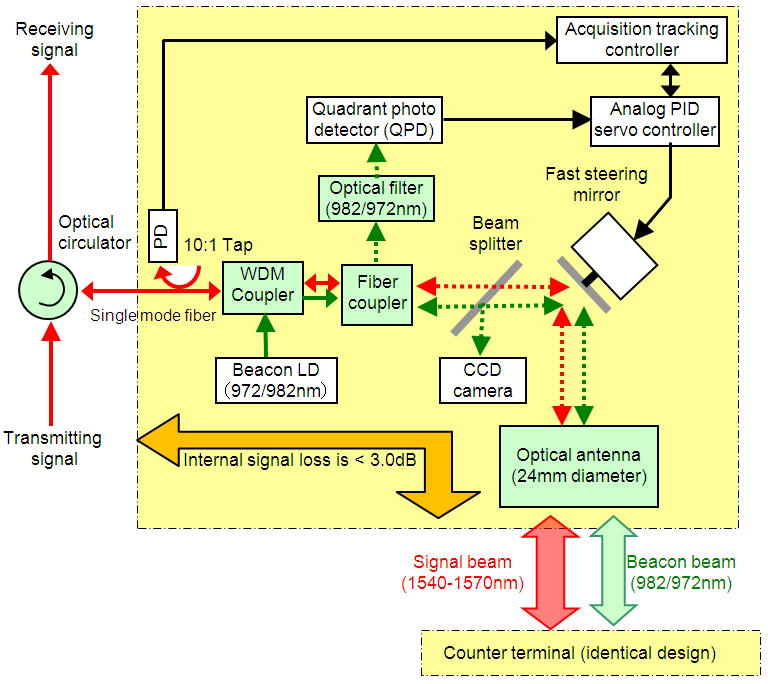 Receiving
signal
Acquisition tracking
controller
Quadrant photo
detector (QPD)
Analog PID
servo controller
Fast steering
mirror
Optical filter
(982/972nm)
Optical
circulator
PD
10:1 Tap
Beam
splitter
WDM
Coupler
Fiber
coupler
Single mode fiber
Beacon LD
(972/982nm)
CCD
camera
Transmitting
signal
Internal signal loss is < 3.0dB
Optical antenna
(24mm diameter)
Signal beam
(1540-1570nm)
Beacon beam
(982/972nm)
Counter terminal (identical design)